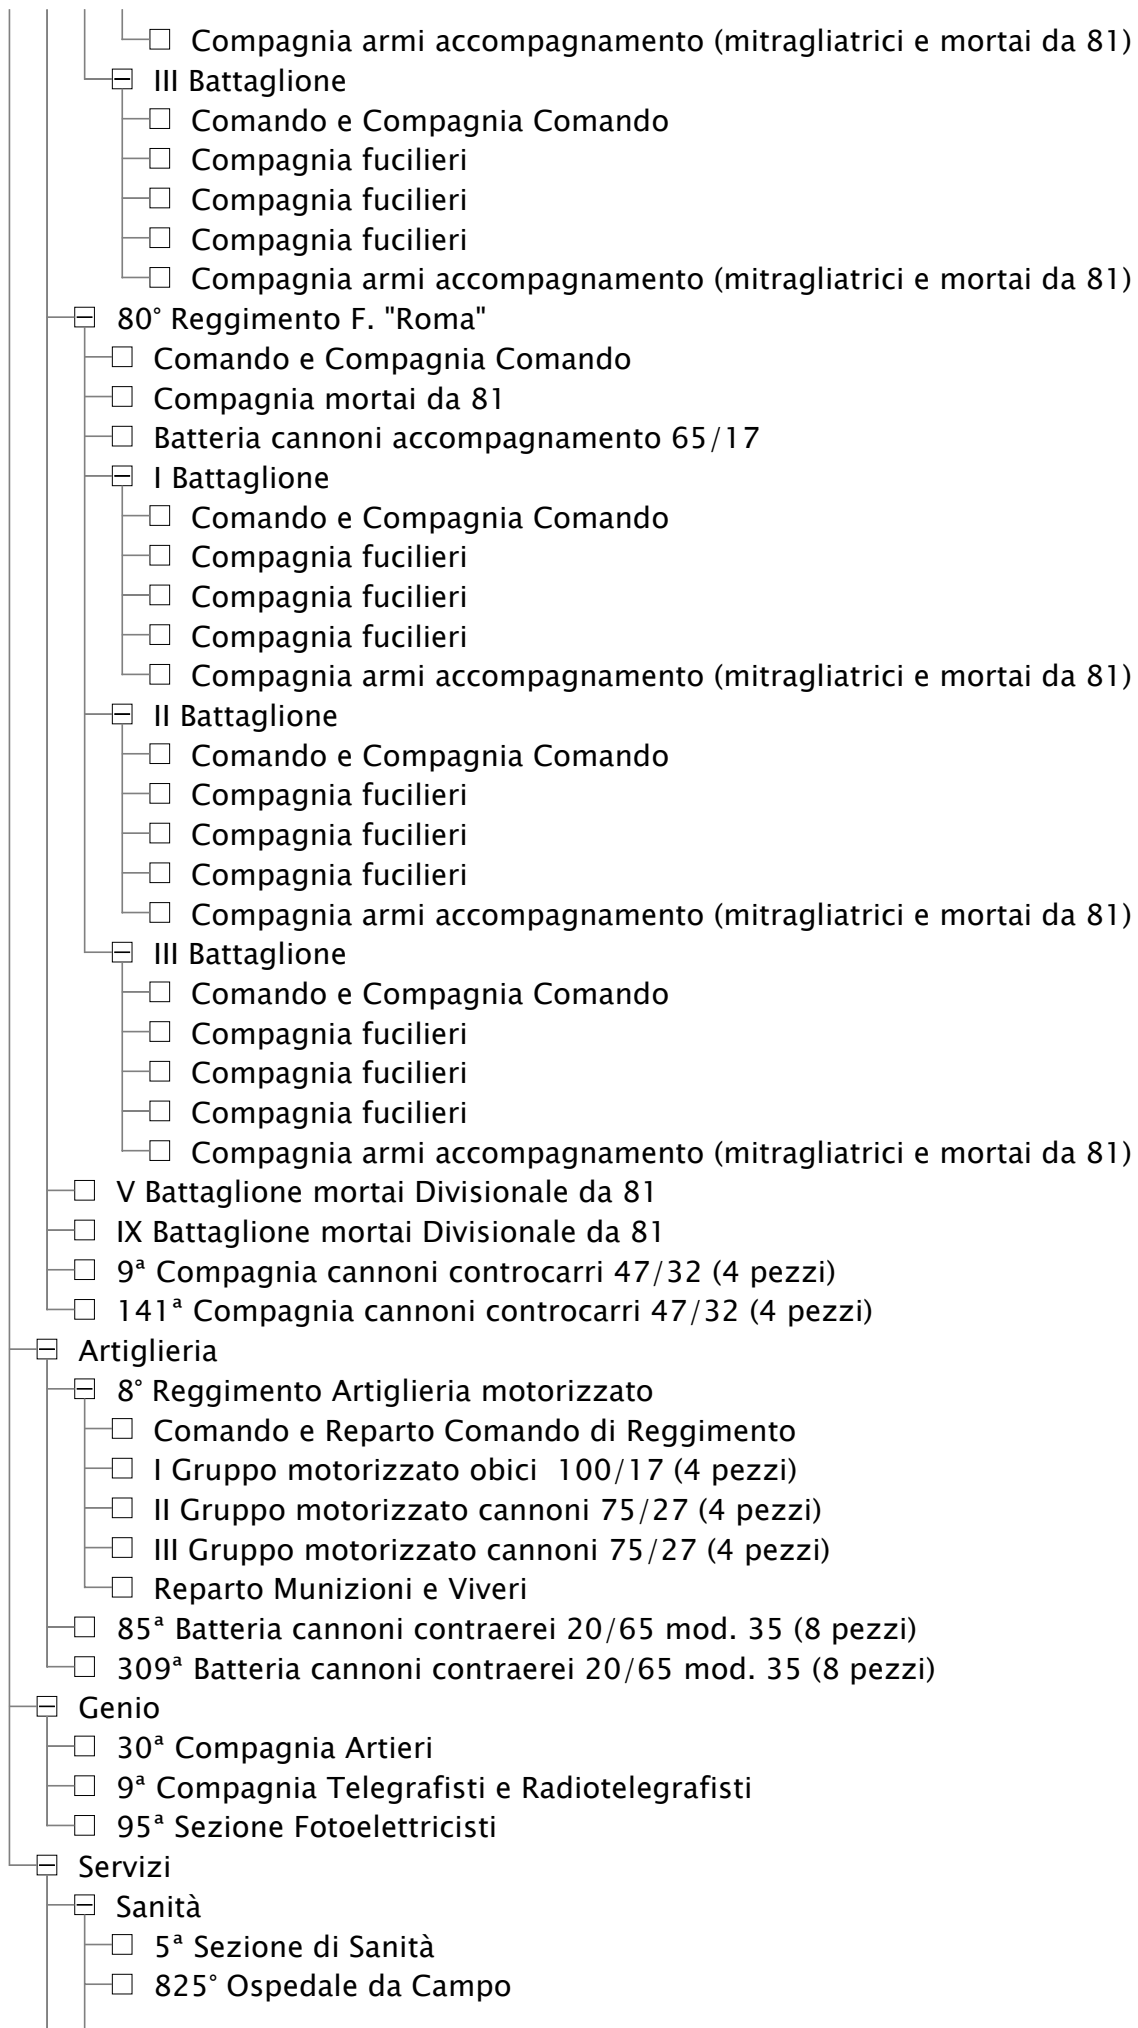 Compagnia armi accompagnamento (mitragliatrici e mortai da 81)
III Battaglione
Comando e Compagnia Comando
Compagnia fucilieri
Compagnia fucilieri
Compagnia fucilieri
Compagnia armi accompagnamento (mitragliatrici e mortai da 81)
80° Reggimento F. "Roma"
Comando e Compagnia Comando
Compagnia mortai da 81
Batteria cannoni accompagnamento 65/17
I Battaglione
Comando e Compagnia Comando
Compagnia fucilieri
Compagnia fucilieri
Compagnia fucilieri
Compagnia armi accompagnamento (mitragliatrici e mortai da 81)
II Battaglione
Comando e Compagnia Comando
Compagnia fucilieri
Compagnia fucilieri
Compagnia fucilieri
Compagnia armi accompagnamento (mitragliatrici e mortai da 81)
III Battaglione
Comando e Compagnia Comando
Compagnia fucilieri
Compagnia fucilieri
Compagnia fucilieri
Compagnia armi accompagnamento (mitragliatrici e mortai da 81)
V Battaglione mortai Divisionale da 81
IX Battaglione mortai Divisionale da 81
9ª Compagnia cannoni controcarri 47/32 (4 pezzi)
141ª Compagnia cannoni controcarri 47/32 (4 pezzi)
Artiglieria
8° Reggimento Artiglieria motorizzato
Comando e Reparto Comando di Reggimento
I Gruppo motorizzato obici 100/17 (4 pezzi)
II Gruppo motorizzato cannoni 75/27 (4 pezzi)
III Gruppo motorizzato cannoni 75/27 (4 pezzi)
Reparto Munizioni e Viveri
85ª Batteria cannoni contraerei 20/65 mod. 35 (8 pezzi)
309ª Batteria cannoni contraerei 20/65 mod. 35 (8 pezzi)
Genio
30ª Compagnia Artieri
9ª Compagnia Telegrafisti e Radiotelegrafisti
95ª Sezione Fotoelettricisti
Servizi
Sanità
5ª Sezione di Sanità
825° Ospedale da Campo